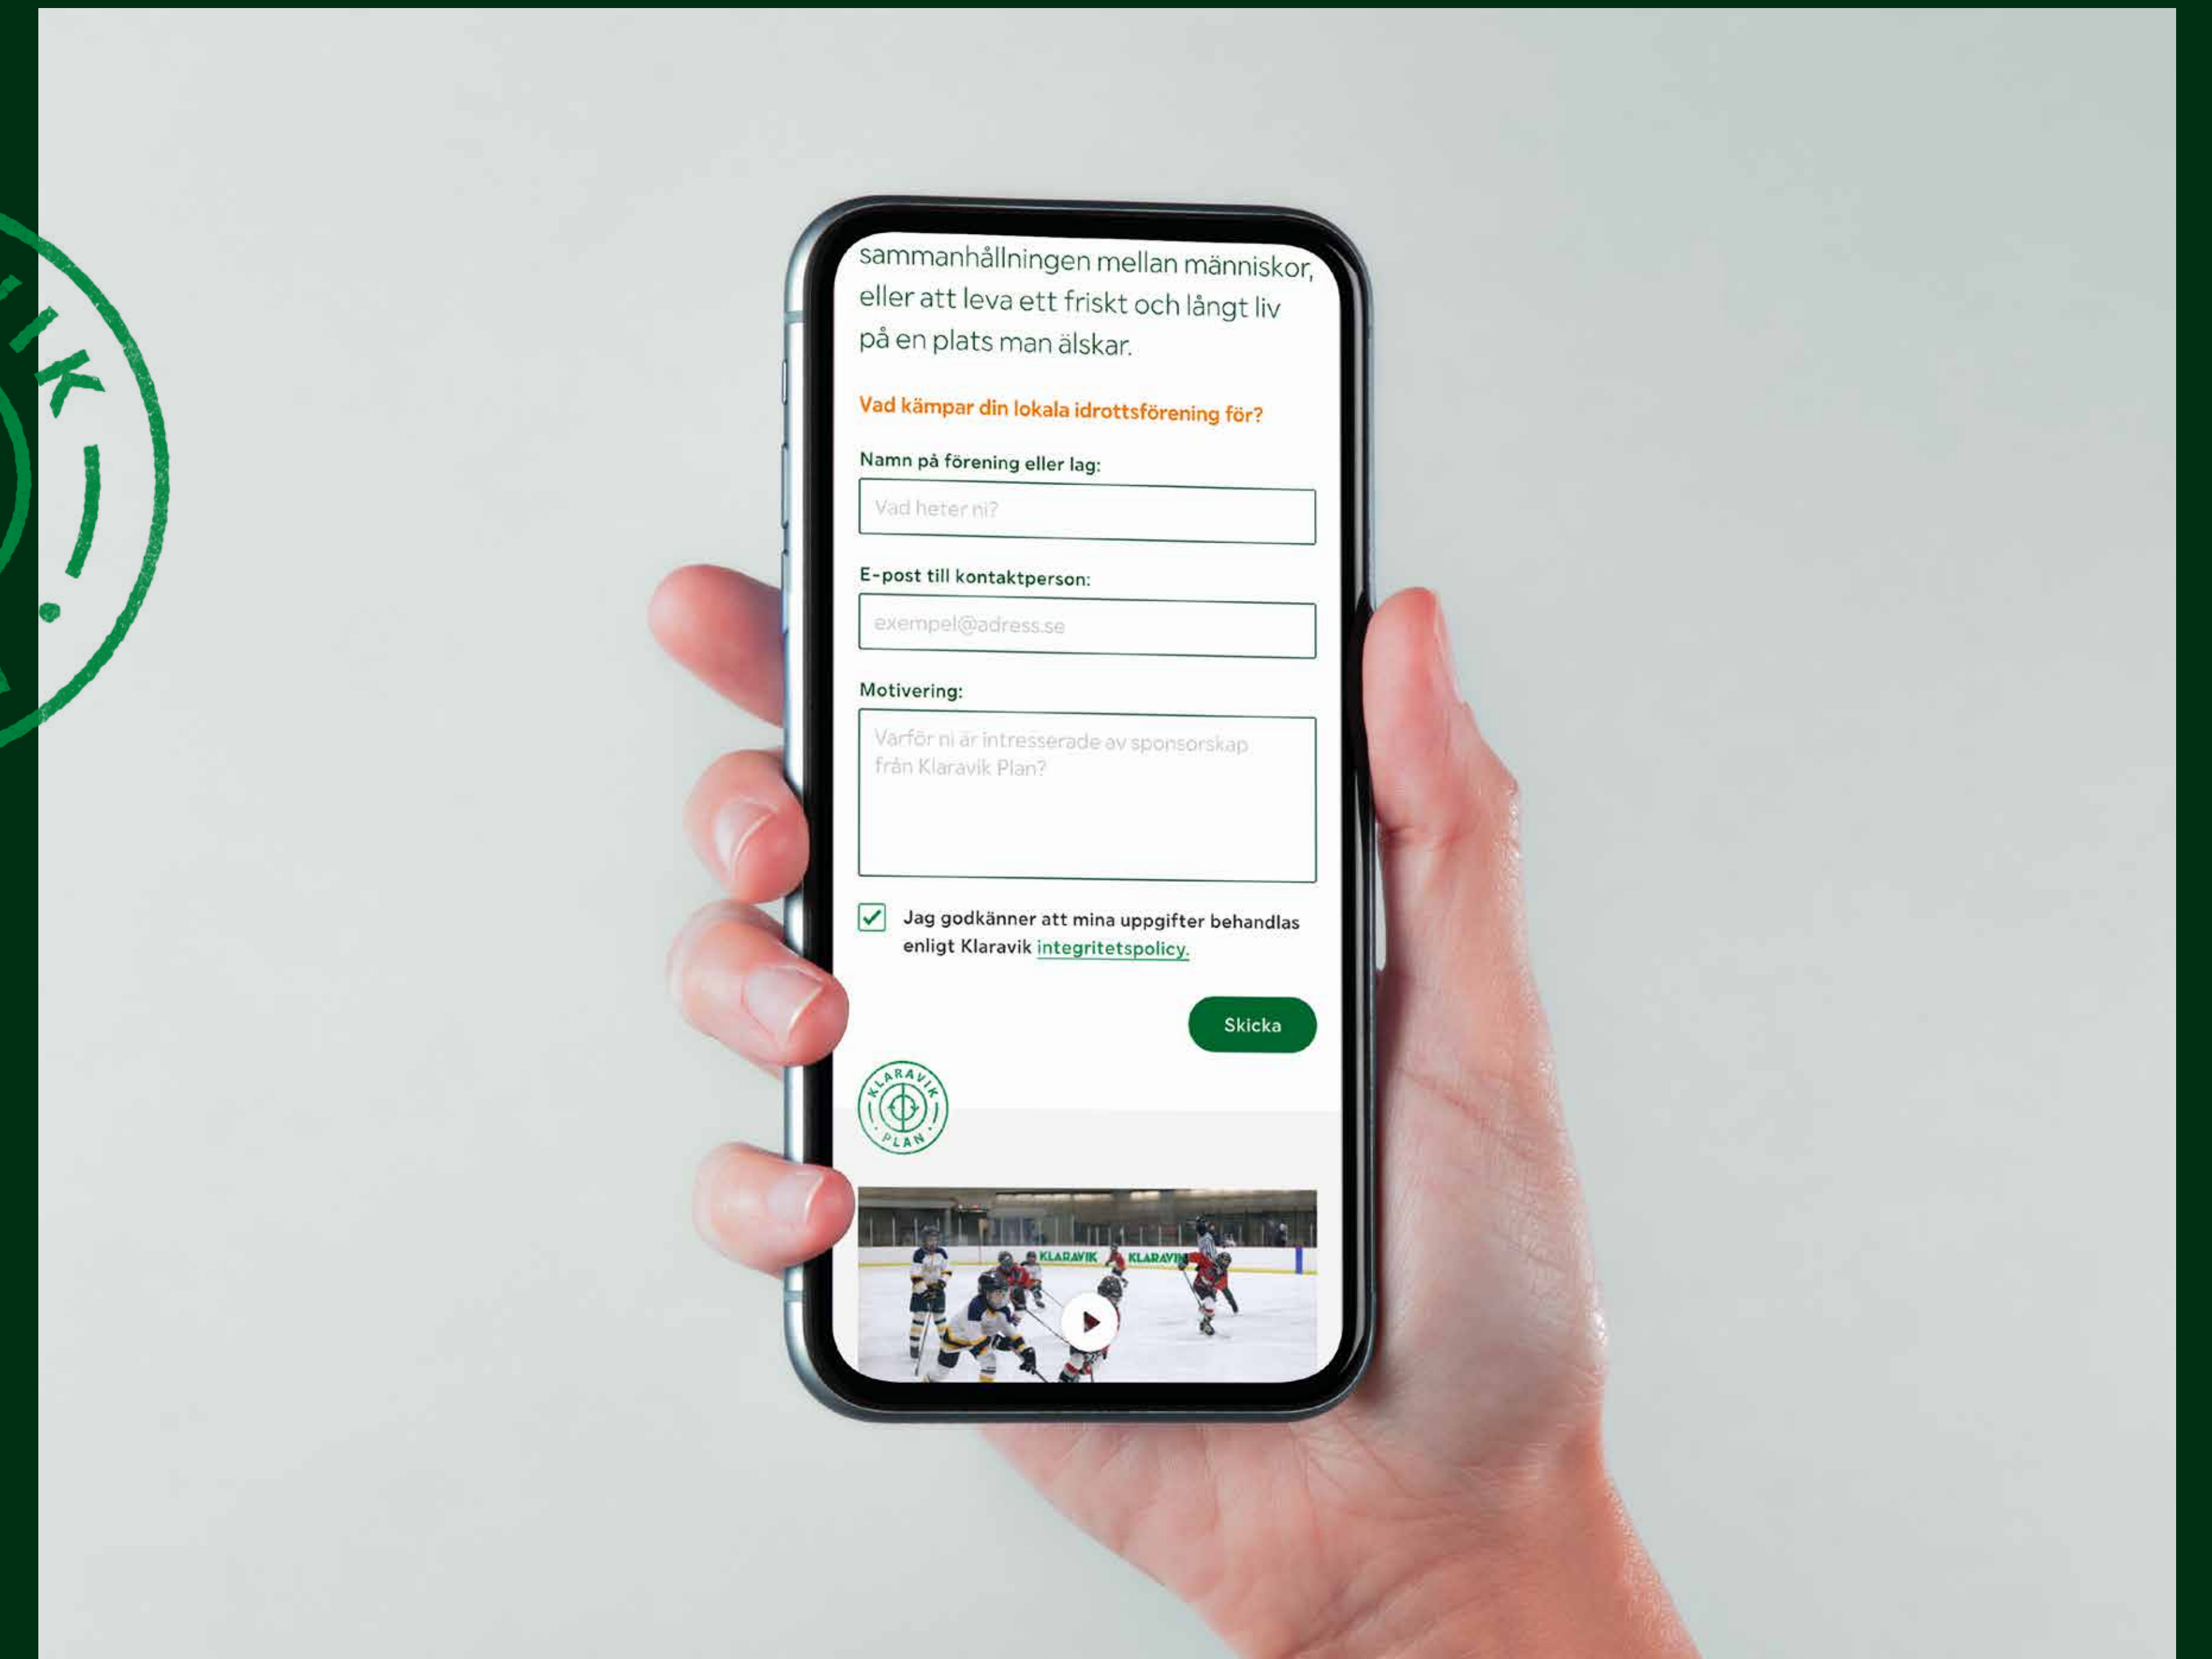 sammanhållningen mellan människor,
eller att leva ett friskt och långt liv
på en plats man älskar.
Vad kämpar din lokala idrottsförening för?
Namn på förening eller lag:
Vad heter ni?
E-post till kontaktperson:
exempel@adress.se
Motivering:
Varför ni är intresserade av sponsorskap
från Klaravik Plan?
Jag godkänner att mina uppgifter behandlas
enligt Klaravik integritetspolicy.
Skicka
KLARAVIK
PLAN
KLARAVIK KLARAVIK
VIK